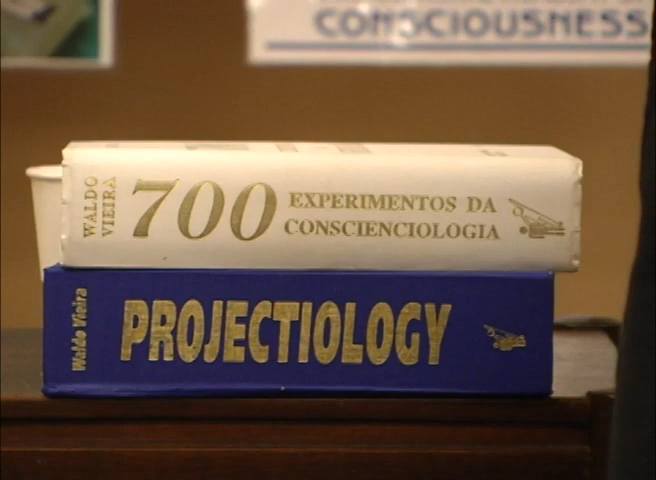 CONSCIOUSNESS
WALDO
VIEIRA
700
EXPERIMENTOS DA
CONSCIENCIOLOGIA
Waldo Vieira
PROJECTIOLOGY